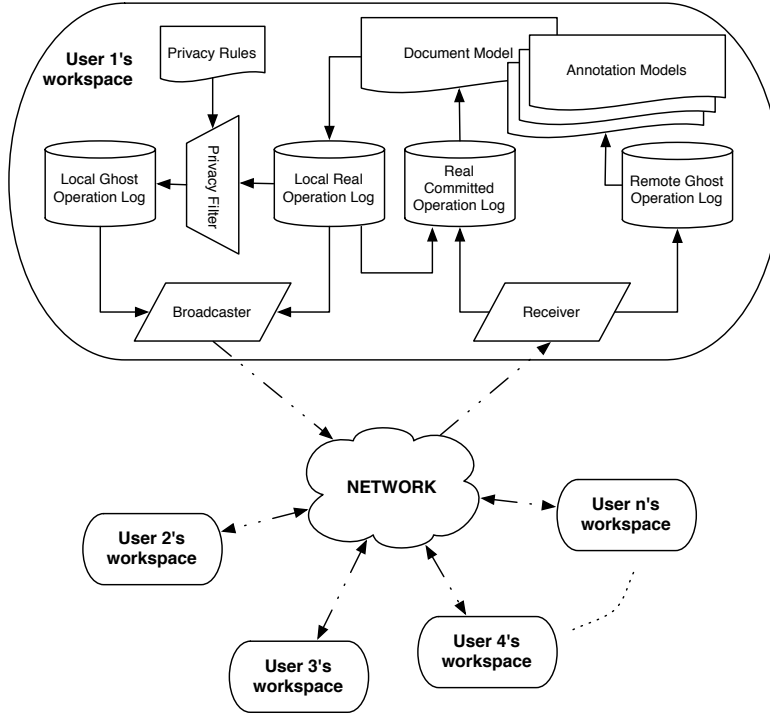 User 1's
workspace
Privacy Rules
Document Model
Annotation Models
Local Ghost
Operation Log
Privacy Filter
Local Real
Operation Log
Real
Committed
Operation Log
Remote Ghost
Operation Log
Broadcaster
Receiver
NETWORK
User 2's
workspace
User n's
workspace
User 3's
workspace
User 4's
workspace